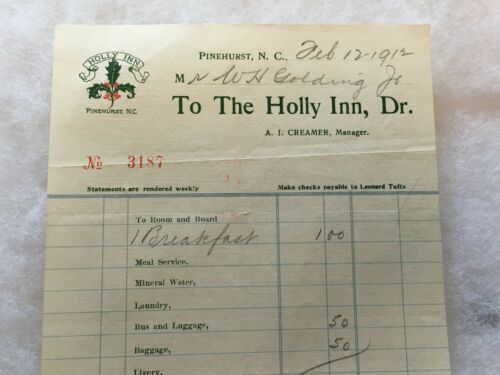 HOLLY INN
PINEHURST, N.C.
PINEHURST, N. C., Feb 12-1912
Mr W H Golding Jr
To The Holly Inn, Dr.
A. I. CREAMER, Manager.
No 3187
Statements are rendered weekly Make checks payable to Leonard Tufts
To Room and Board
1 Breakfast 1 00
Meal Service,
Mineral Water,
Laundry,
Bus and Luggage, 50
Baggage, 50
Livery,